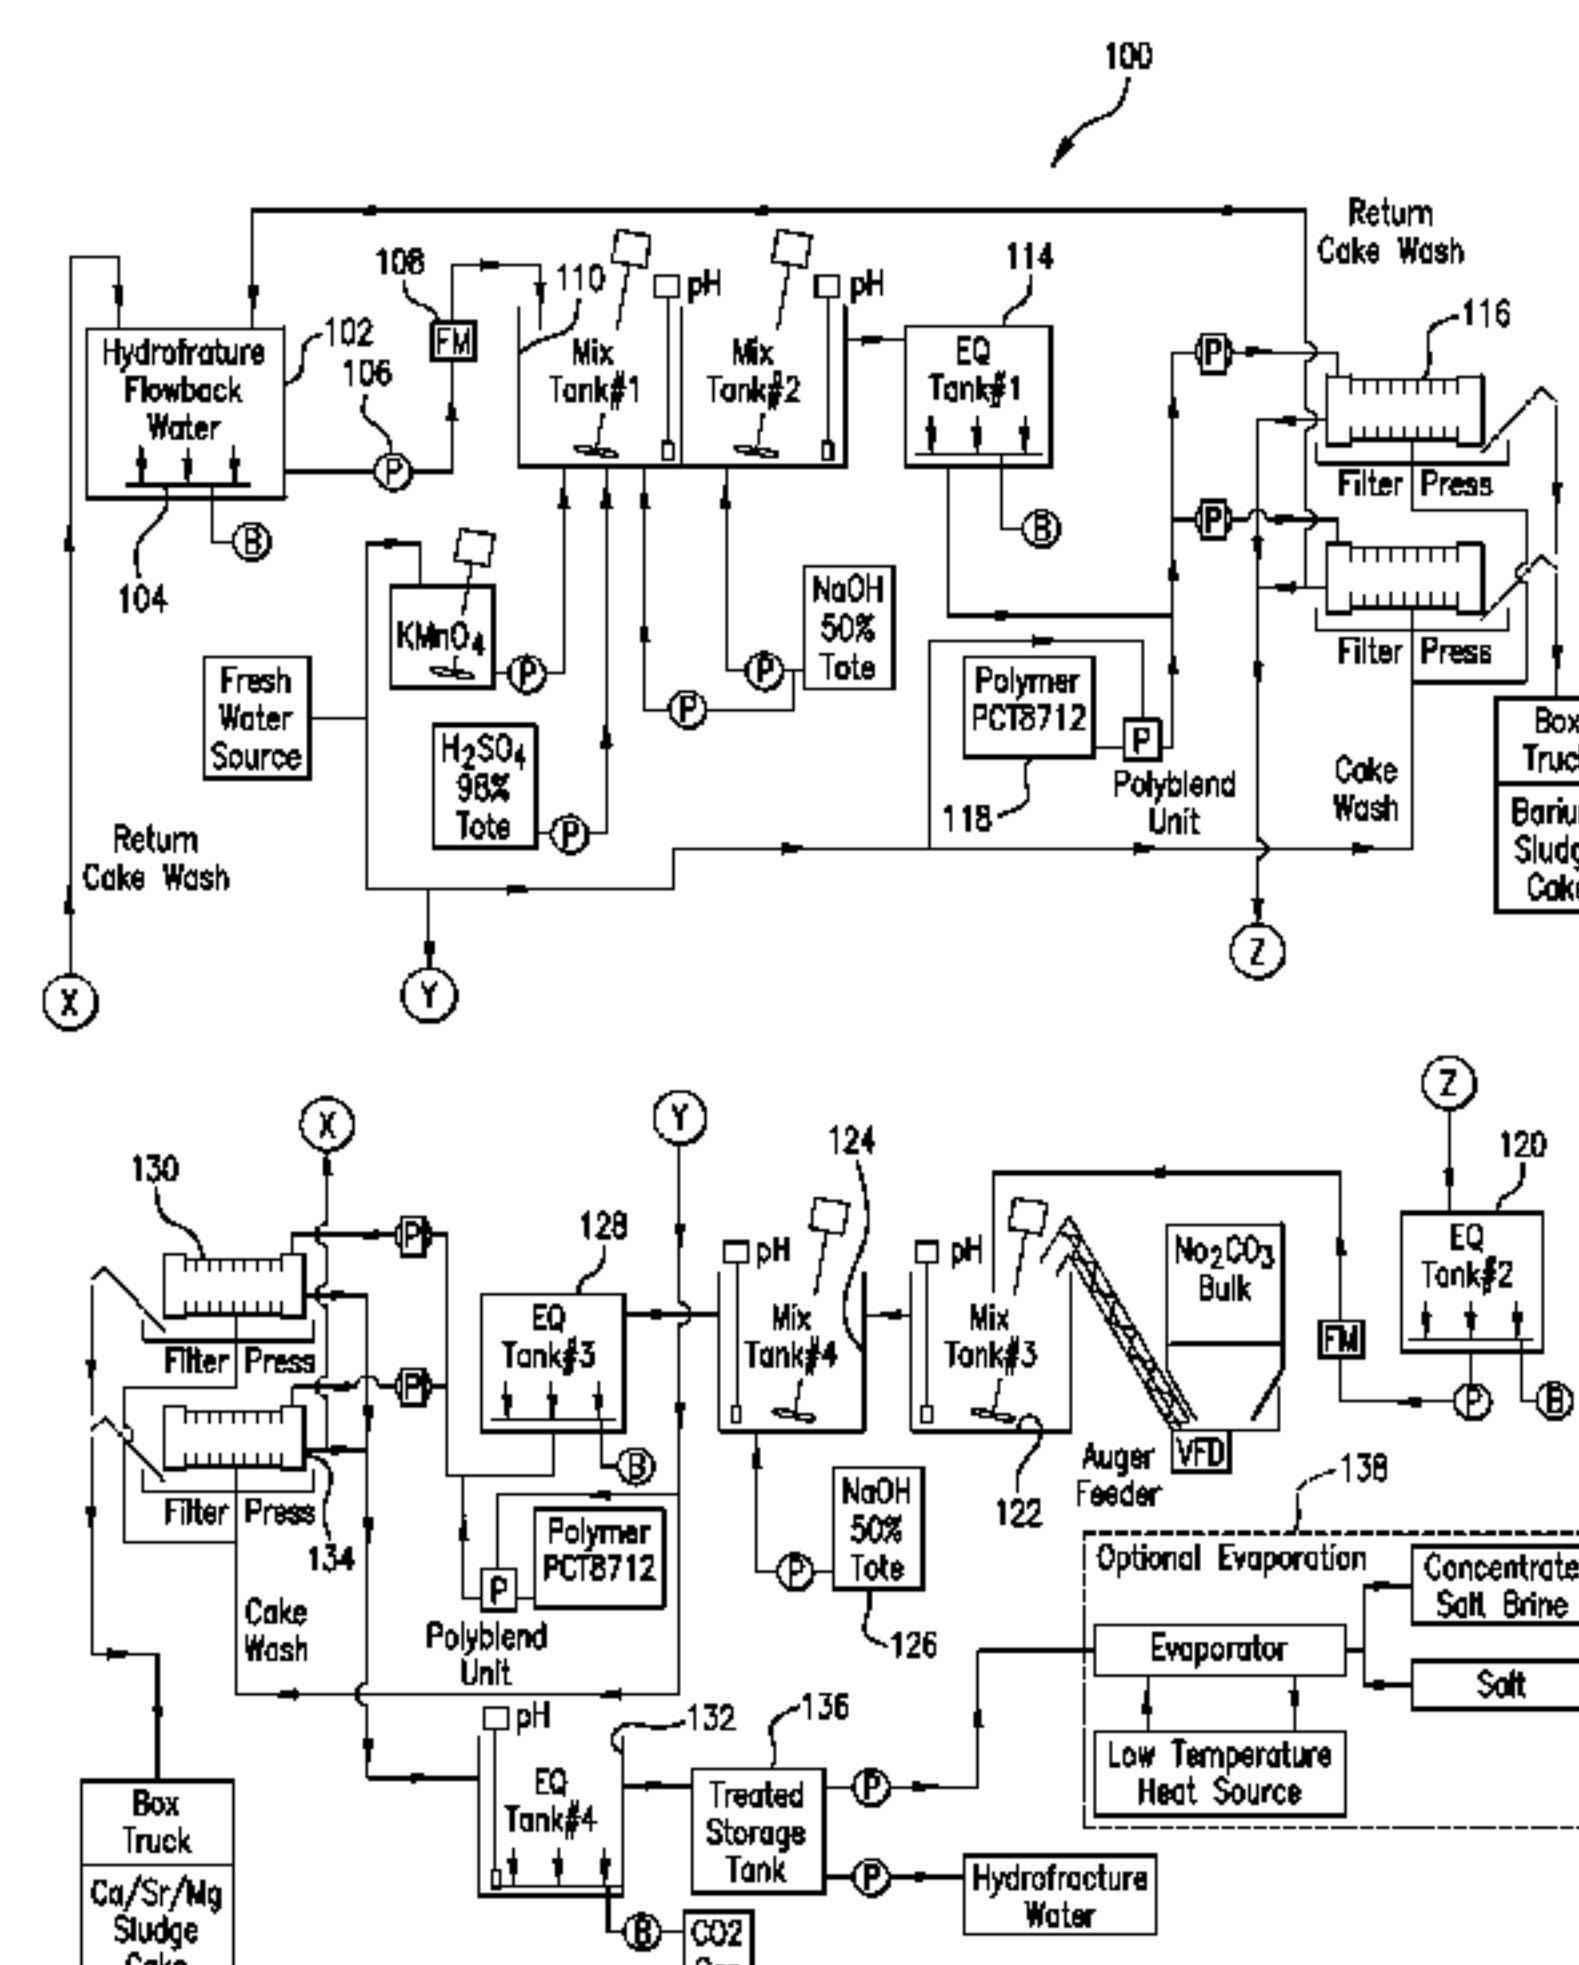 100
Return
Cake Wash
108
110
pH
pH
114
102
116
Hydrofrature
Flowback
Water
106
FM
Mix
Tank#1
Mix
Tank#2
EQ
Tank#1
P
P
P
Filter Press
104
B
B
P
KMnO4
P
NaOH
50%
Tote
P
P
Filter Press
Fresh
Water
Source
H2SO4
98%
Tote
P
Polymer
PCT8712
P
Polyblend
Unit
118
Cake
Wash
Box
Barium
Return
Cake Wash
X
Y
Z
X
Y
Z
130
124
120
128
P
pH
pH
EQ
Tank#3
Mix
Tank#4
Mix
Tank#3
Na2CO3
Bulk
EQ
Tank#2
FM
Filter Press
P
P
B
B
VFD
Auger
Feeder
122
138
Filter Press
134
Polymer
PCT8712
P
Polyblend
Unit
NaOH
50%
Tote
P
126
Cake
Wash
Optional Evaporation
Concentrate
Salt Brine
Evaporator
Salt
Low Temperature
Heat Source
pH
132
136
EQ
Tank#4
Treated
Storage
Tank
P
P
Hydrofracture
Water
B
CO2
Box
Truck
Ca/Sr/Mg
Sludge
Cake